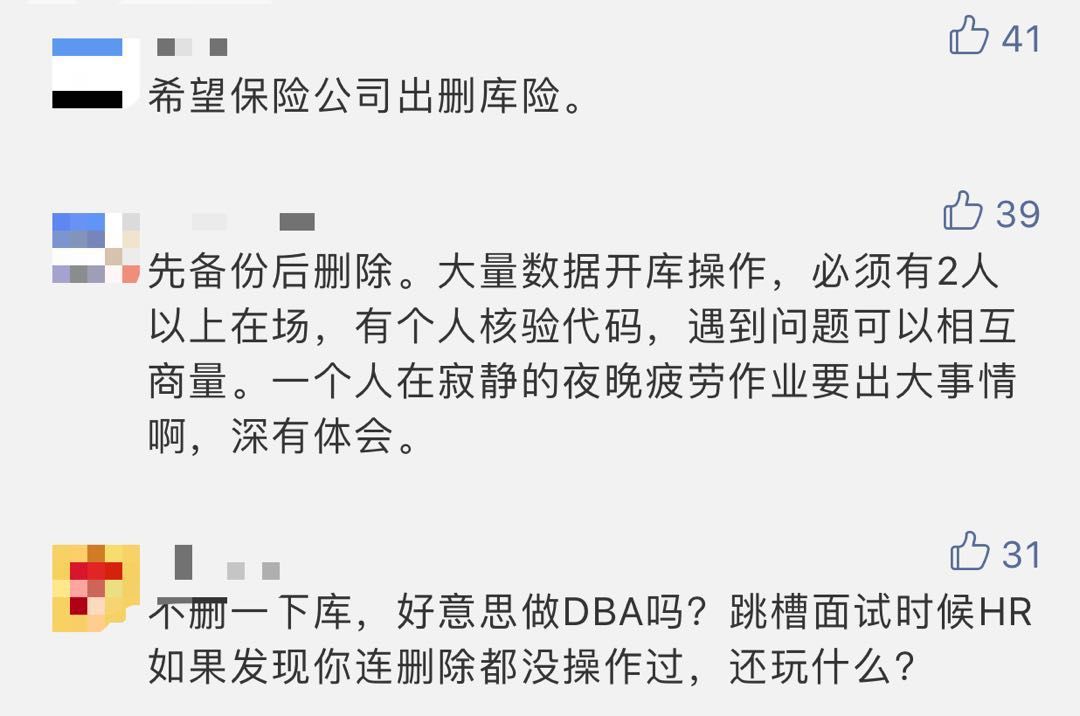 41
希望保险公司出删库险。
39
先备份后删除。大量数据开库操作，必须有2人
以上在场，有个人核验代码，遇到问题可以相互
商量。一个人在寂静的夜晚疲劳作业要出大事情
啊，深有体会。
31
不删一下库，好意思做DBA吗？跳槽面试时候HR
如果发现你连删除都没操作过，还玩什么？